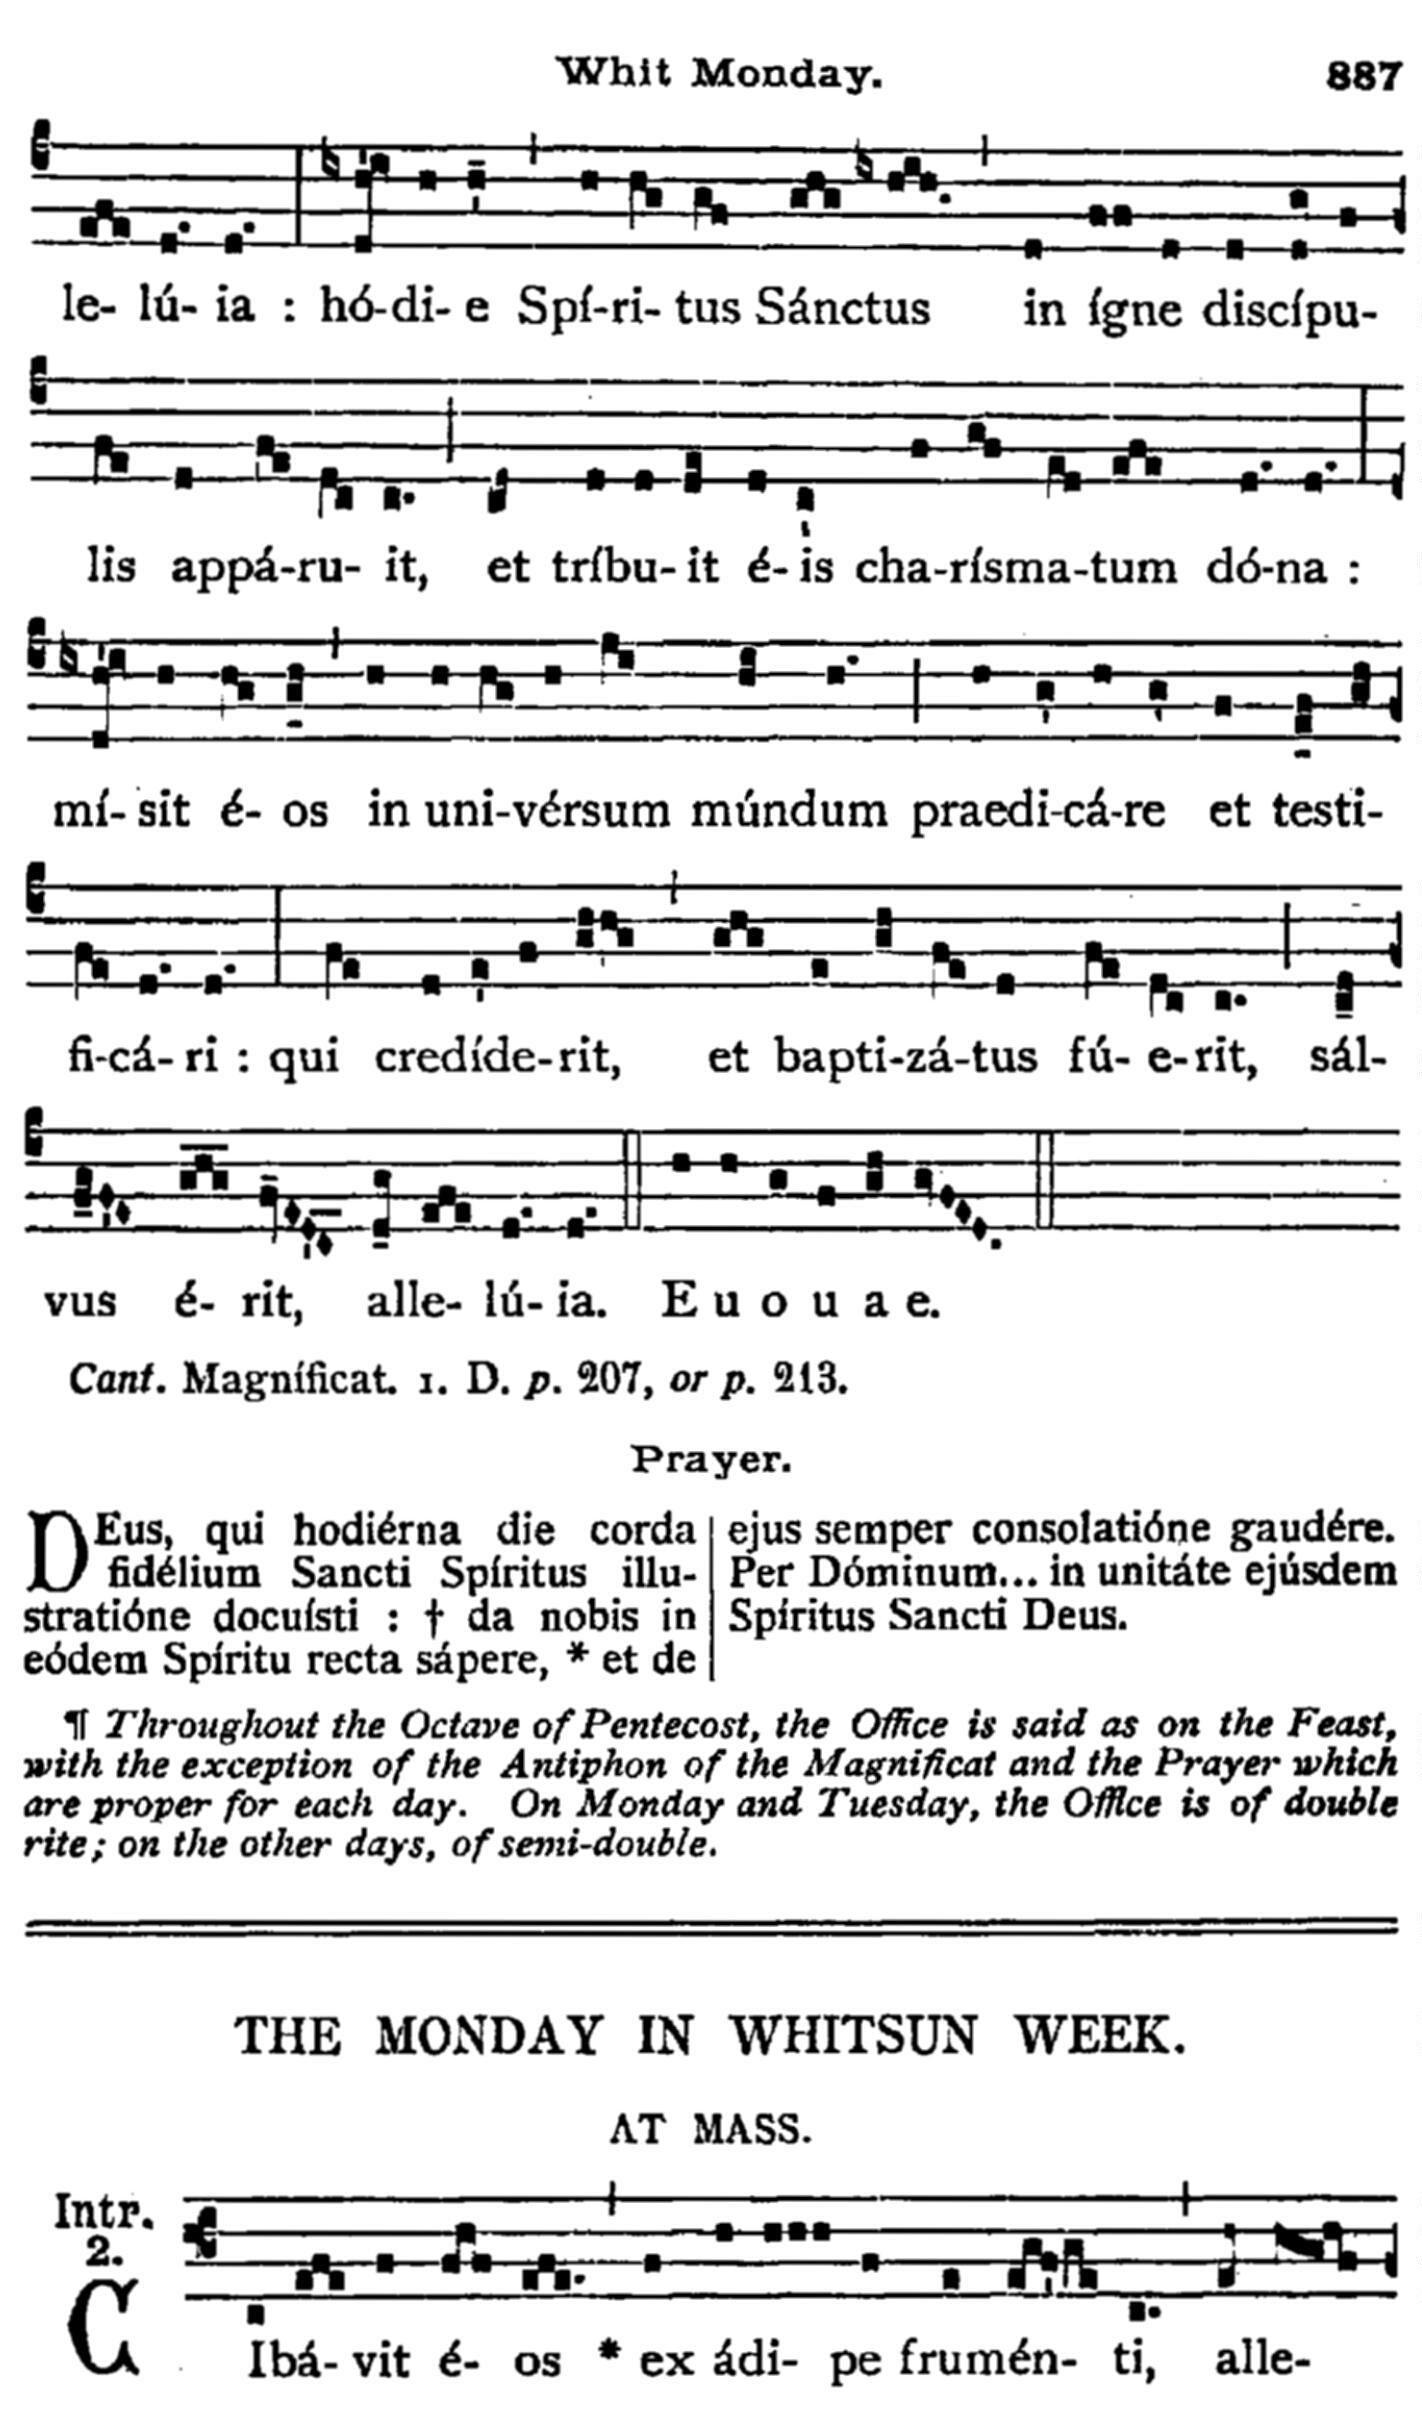 Whit Monday. 887
le- lú- ia : hó-di- e Spí-ri- tus Sánctus in ígne discípu-
lis appá-ru- it, et tríbu- it é- is cha-rísma-tum dó-na :
mí- sit é- os in uni-vérsum múndum praedi-cá-re et testi-
fi-cá- ri : qui credíde-rit, et bapti-zá-tus fú- e-rit, sál-
vus é- rit, alle- lú- ia. E u o u a e.
Cant. Magníficat. 1. D. p. 207, or p. 213.
Prayer.
DEus, qui hodiérna die corda
fidélium Sancti Spíritus illu-
stratióne docuísti : † da nobis in
eódem Spíritu recta sápere, * et de
ejus semper consolatióne gaudére.
Per Dóminum... in unitáte ejúsdem
Spíritus Sancti Deus.
¶ Throughout the Octave of Pentecost, the Office is said as on the Feast,
with the exception of the Antiphon of the Magnificat and the Prayer which
are proper for each day. On Monday and Tuesday, the Office is of double
rite; on the other days, of semi-double.
THE MONDAY IN WHITSUN WEEK.
AT MASS.
Intr.
2.
CIbá- vit é- os * ex ádi- pe frumén- ti, alle-